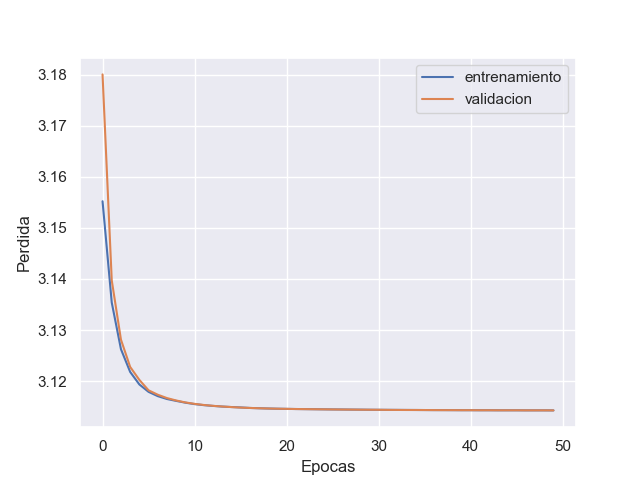 entrenamiento
validacion
3.18
3.17
3.16
3.15
3.14
3.13
3.12
Perdida
0 10 20 30 40 50
Epocas